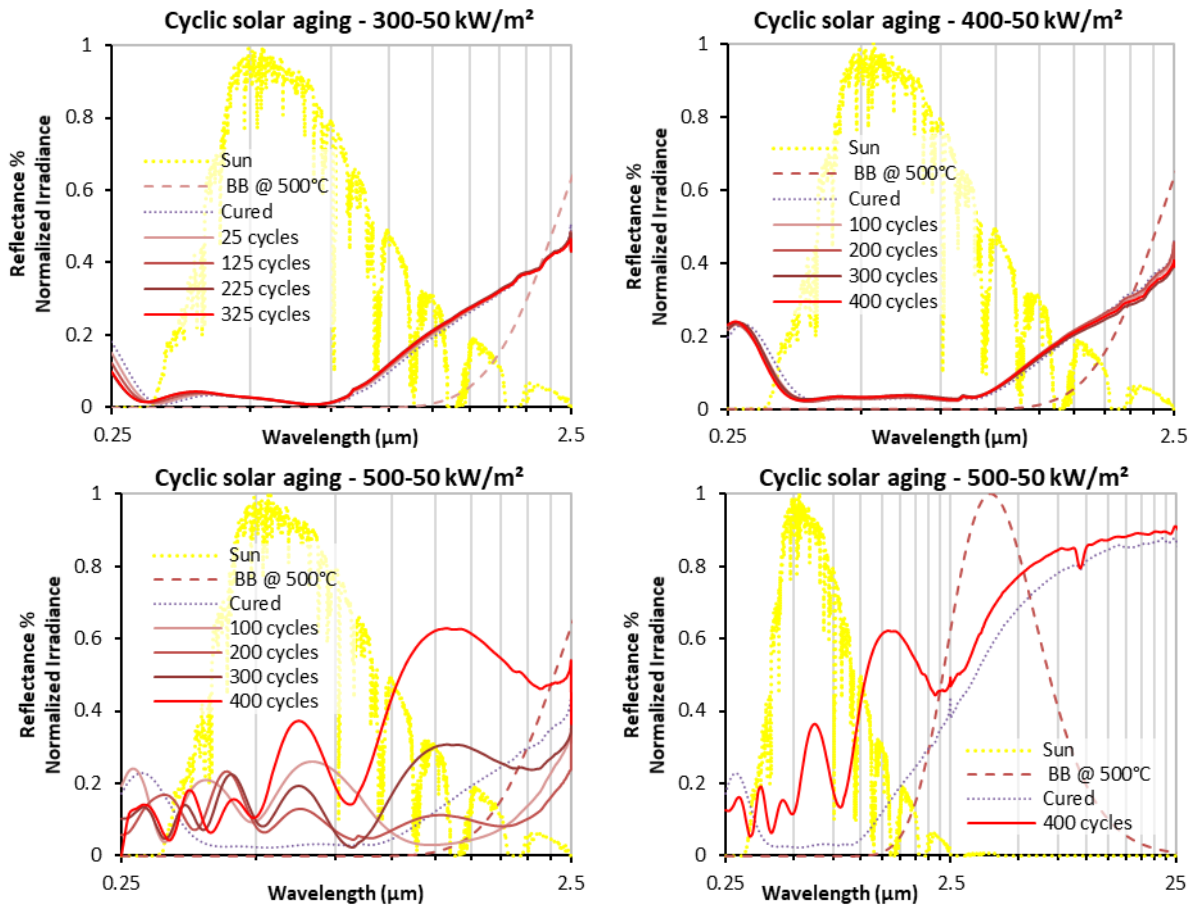 Cyclic solar aging - 300-50 kW/m²
Reflectance %
Normalized Irradiance
1
0.8
0.6
0.4
0.2
0
Sun
BB @ 500°C
Cured
25 cycles
125 cycles
225 cycles
325 cycles
0.25
Wavelength (µm)
2.5
Cyclic solar aging - 400-50 kW/m²
Reflectance %
Normalized Irradiance
1
0.8
0.6
0.4
0.2
0
Sun
BB @ 500°C
Cured
100 cycles
200 cycles
300 cycles
400 cycles
0.25
Wavelength (µm)
2.5
Cyclic solar aging - 500-50 kW/m²
Reflectance %
Normalized Irradiance
1
0.8
0.6
0.4
0.2
0
Sun
BB @ 500°C
Cured
100 cycles
200 cycles
300 cycles
400 cycles
0.25
Wavelength (µm)
2.5
Cyclic solar aging - 500-50 kW/m²
Reflectance %
Normalized Irradiance
1
0.8
0.6
0.4
0.2
0
Sun
BB @ 500°C
Cured
400 cycles
0.25
2.5
25
Wavelength (µm)